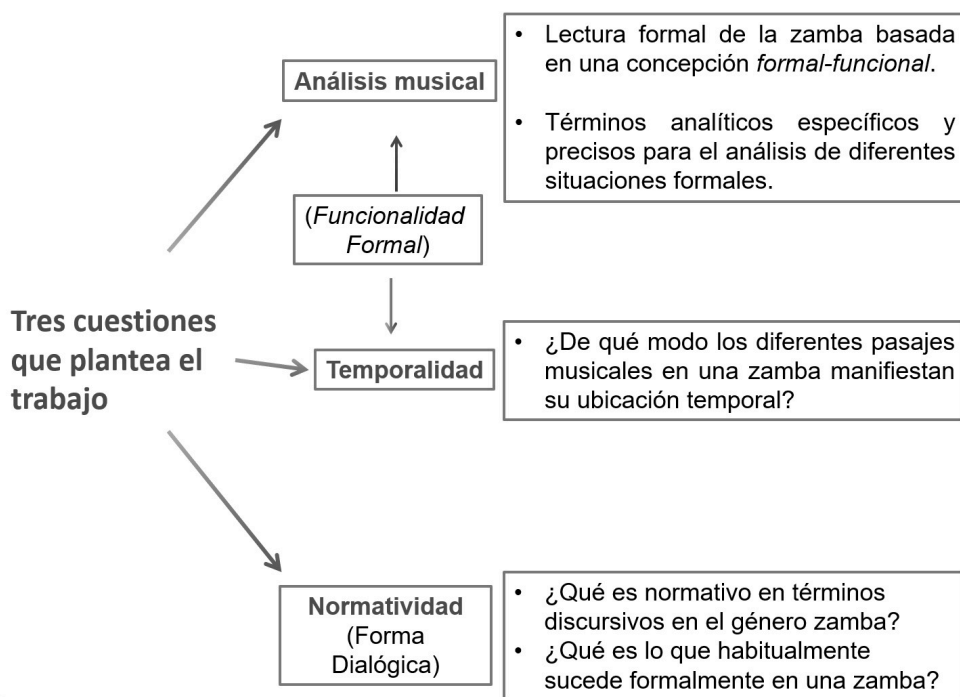 Tres cuestiones
que plantea el
trabajo
Análisis musical
• Lectura formal de la zamba basada
en una concepción formal-funcional.
• Términos analíticos específicos y
precisos para el análisis de diferentes
situaciones formales.
(Funcionalidad
Formal)
Temporalidad
• ¿De qué modo los diferentes pasajes
musicales en una zamba manifiestan
su ubicación temporal?
Normatividad
(Forma
Dialógica)
• ¿Qué es normativo en términos
discursivos en el género zamba?
• ¿Qué es lo que habitualmente
sucede formalmente en una zamba?